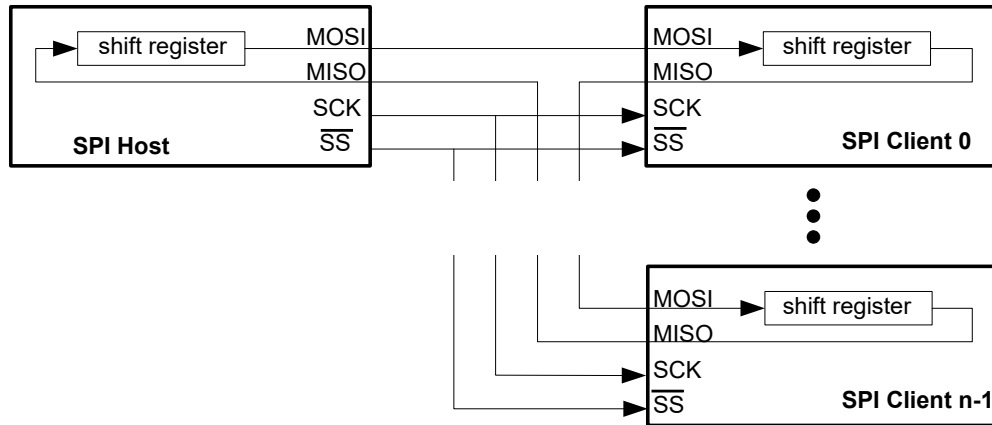 shift register
MOSI
MISO
SCK
SS
SPI Host
MOSI
shift register
MISO
SCK
SS
SPI Client 0
MOSI
shift register
MISO
SCK
SS
SPI Client n-1